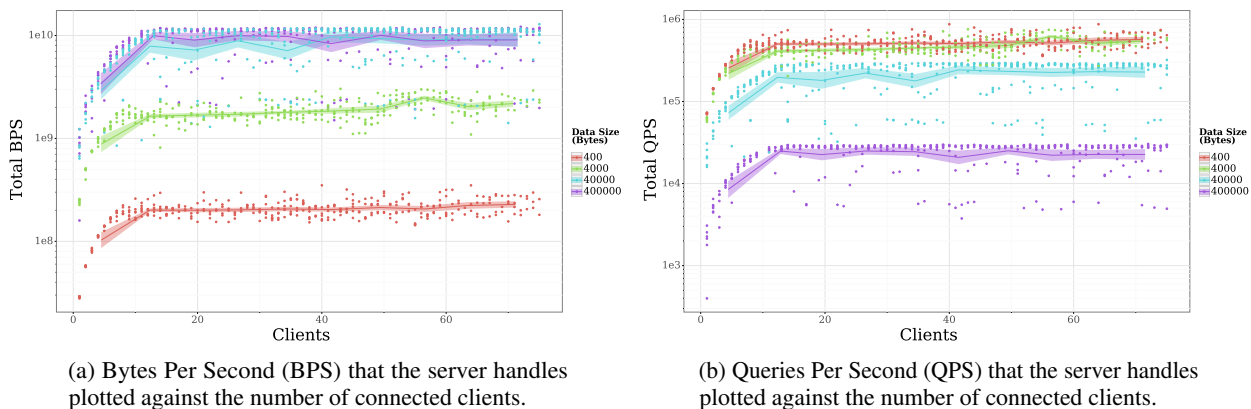 1e10
1e9
1e8
Total BPS
0
20
40
60
Clients
Data Size
(Bytes)
400
4000
40000
400000
(a) Bytes Per Second (BPS) that the server handles
plotted against the number of connected clients.
1e6
1e5
1e4
1e3
Total QPS
0
20
40
60
Clients
Data Size
(Bytes)
400
4000
40000
400000
(b) Queries Per Second (QPS) that the server handles
plotted against the number of connected clients.